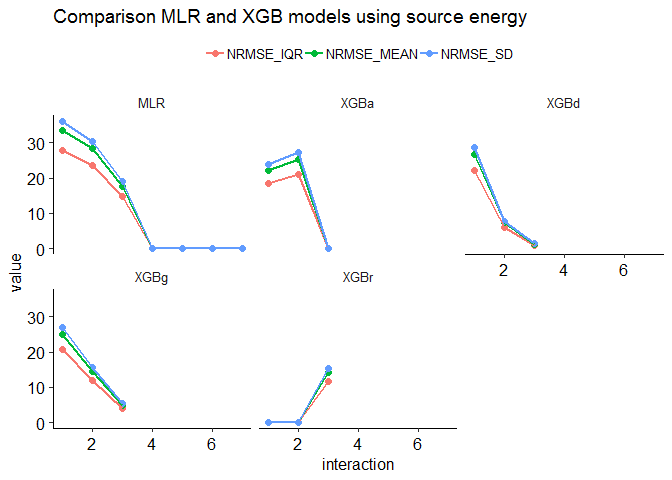 Comparison MLR and XGB models using source energy
NRMSE_IQR NRMSE_MEAN NRMSE_SD
MLR XGBa XGBd
30
20
10
0
2 4 6
value
XGBg XGBr
30
20
10
0
2 4 6 2 4 6
interaction